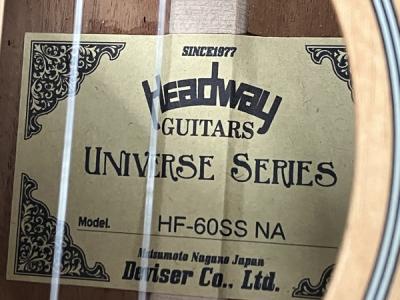 SINCE1977
Headway
GUITARS
UNIVERSE SERIES
Model. HF-60SS NA
Matsumoto Nagano Japan
Deviser Co., Ltd.